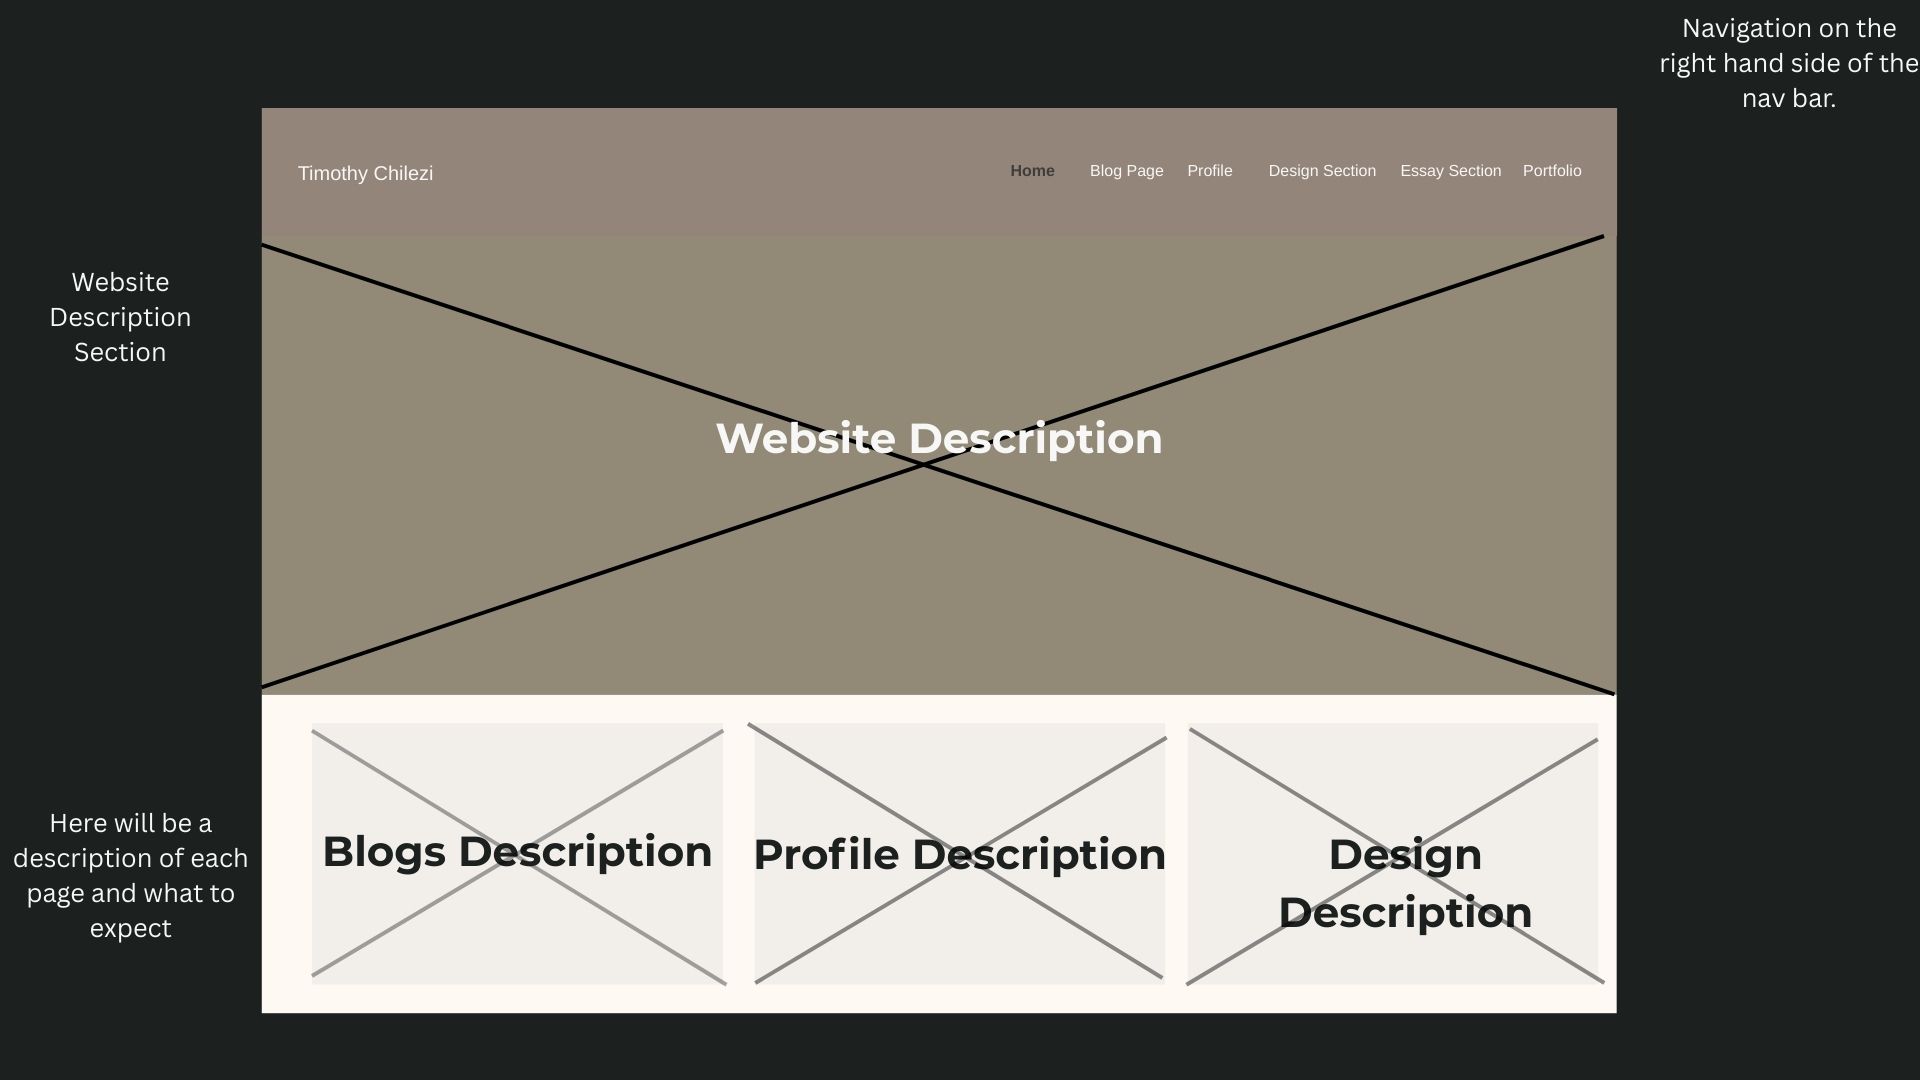 Navigation on the
right hand side of the
nav bar.
Timothy Chilezi
Home Blog Page Profile Design Section Essay Section Portfolio
Website
Description
Section
Website Description
Here will be a
description of each
page and what to
expect
Blogs Description
Profile Description
Design
Description